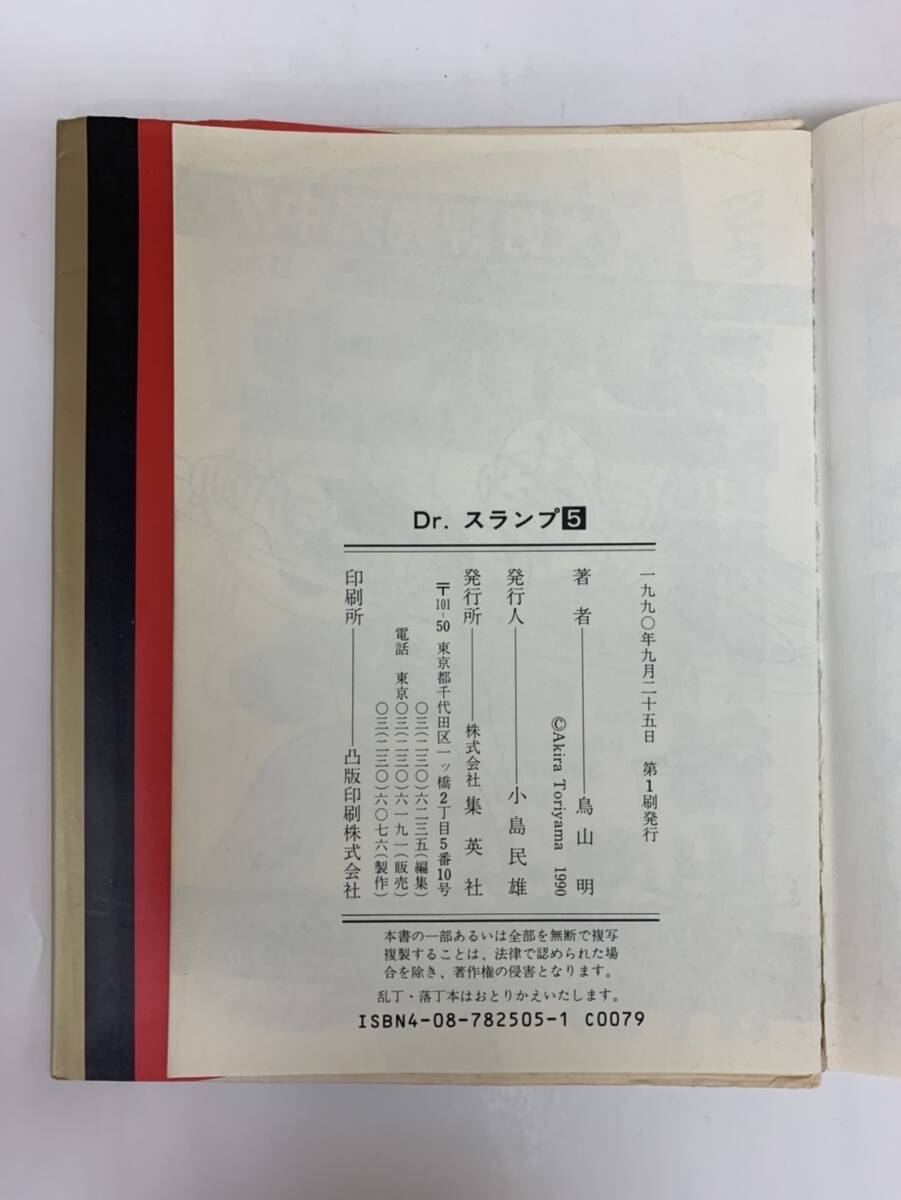 Dr. スランプ5
一九九〇年九月二十五日 第1刷発行
著者 鳥山明
©Akira Toriyama 1990
発行人 小島民雄
発行所 株式会社 集英社
〒101-50 東京都千代田区一ッ橋2丁目5番10号
〇三(二三〇)六二三五(編集)
電話 東京〇三(二三〇)六一九一(販売)
〇三(二三〇)六〇七六(製作)
印刷所 凸版印刷株式会社
本書の一部あるいは全部を無断で複写
複製することは、法律で認められた場
合を除き、著作権の侵害となります。
乱丁・落丁本はおとりかえいたします。
ISBN4-08-782505-1 C0079